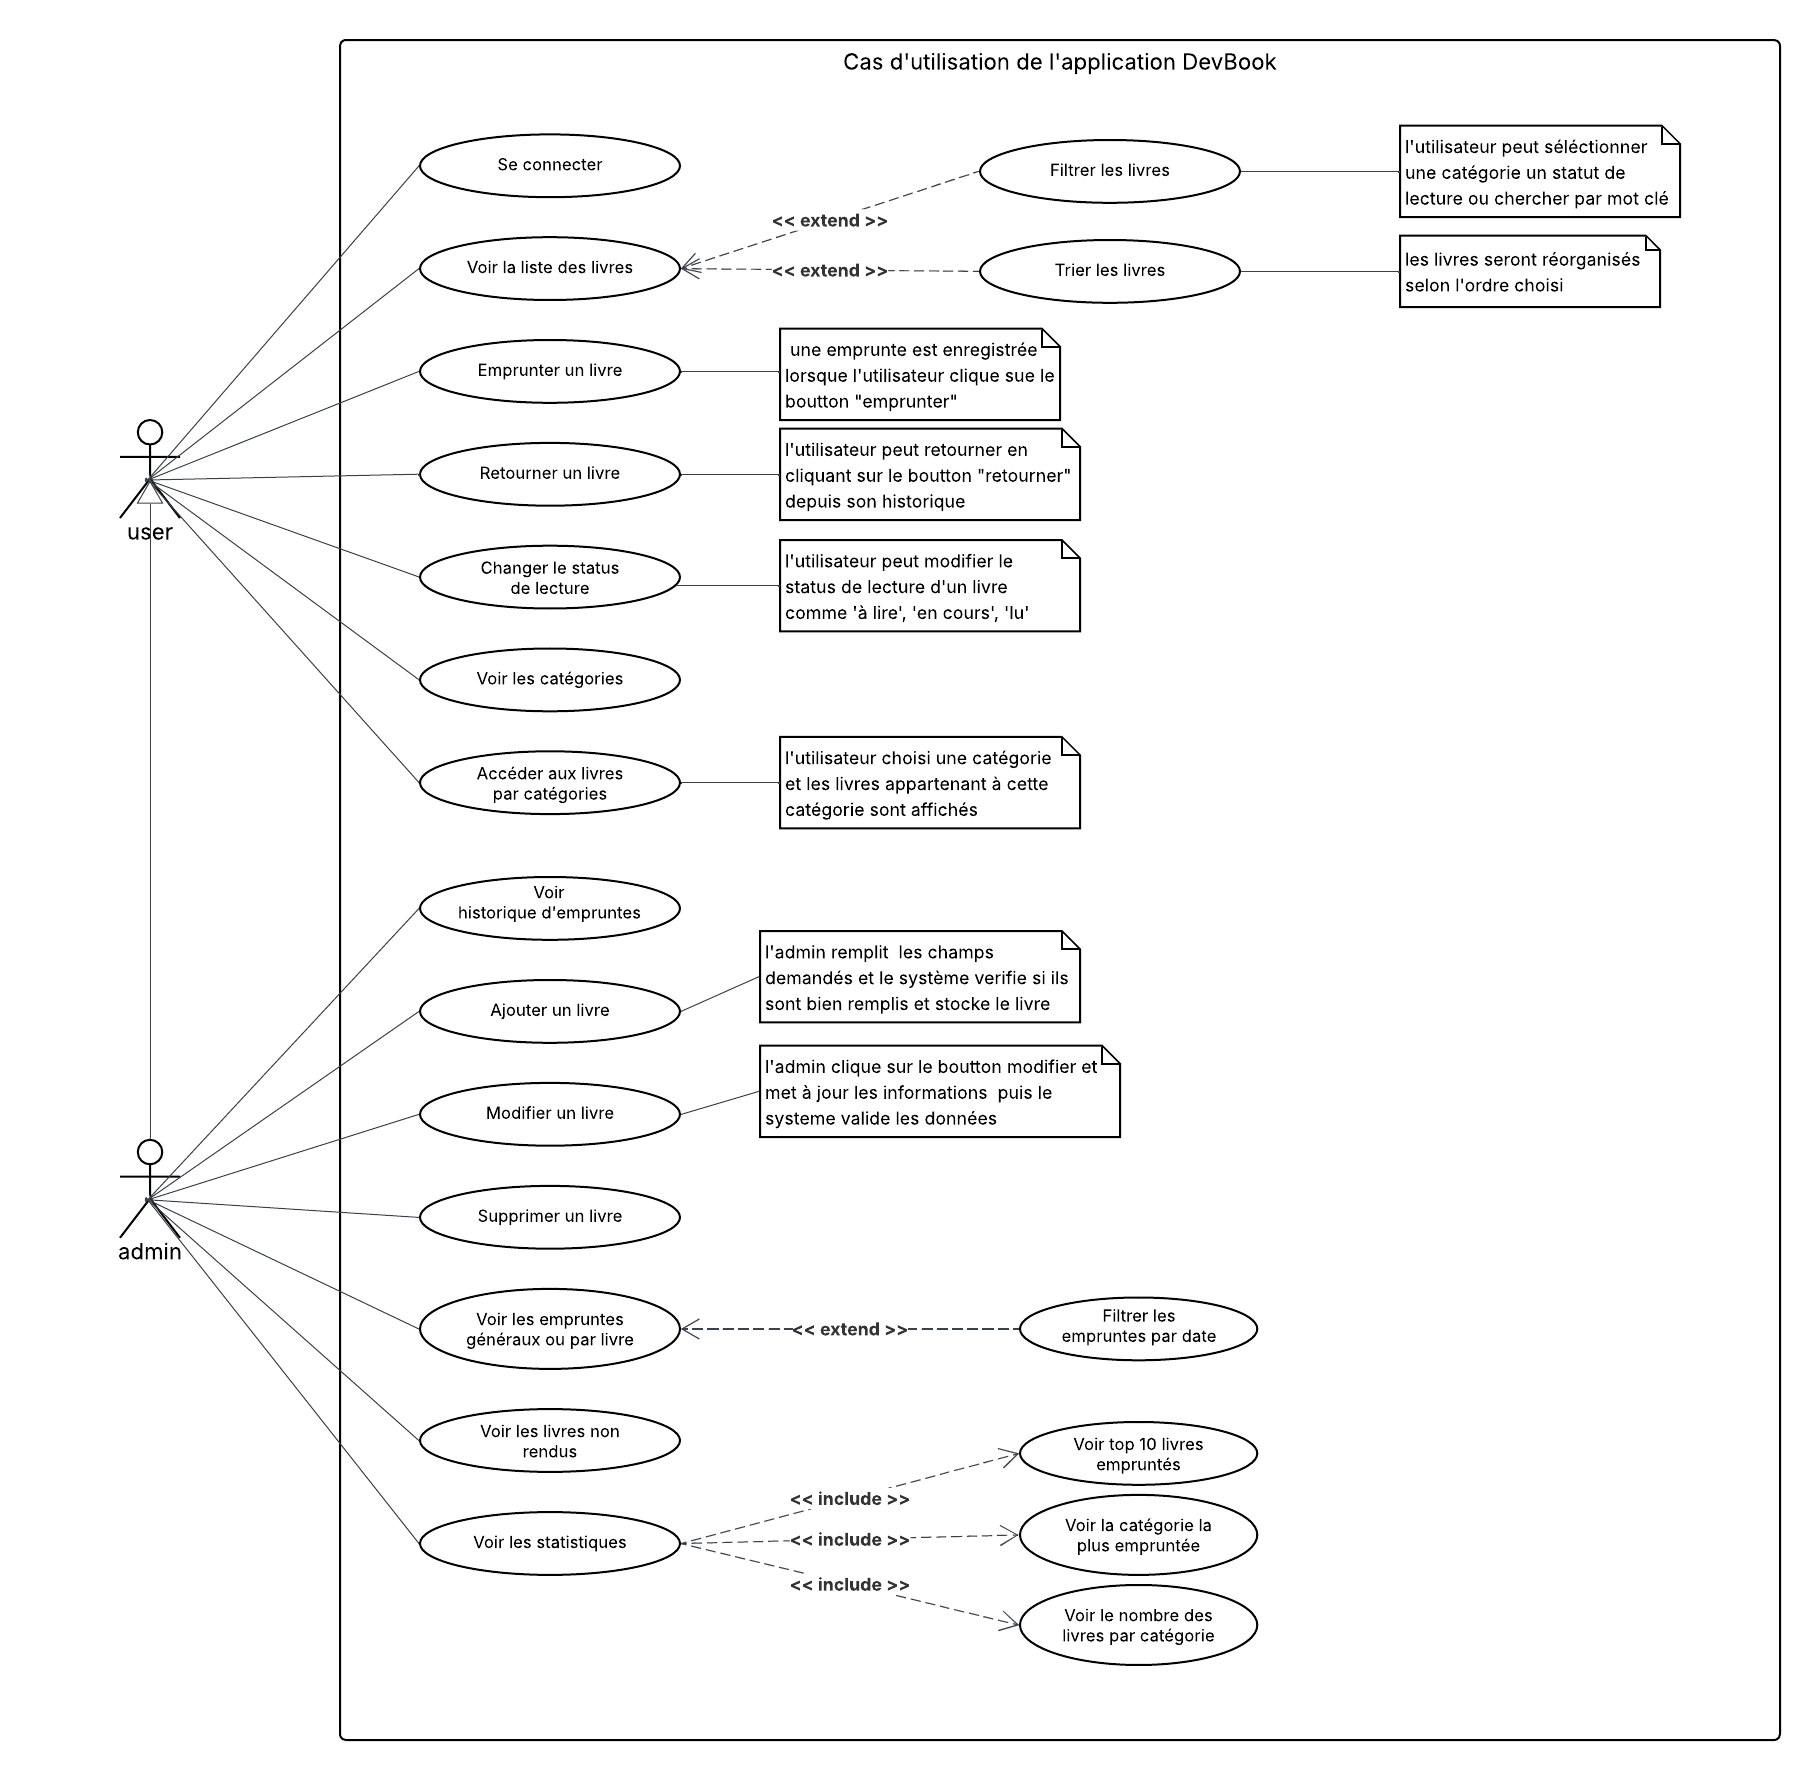 Cas d'utilisation de l'application DevBook
Se connecter
Filtrer les livres
l'utilisateur peut séléctionner
une catégorie un statut de
lecture ou chercher par mot clé
<< extend >>
Voir la liste des livres
<< extend >>
Trier les livres
les livres seront réorganisés
selon l'ordre choisi
Emprunter un livre
une emprunte est enregistrée
lorsque l'utilisateur clique sue le
boutton "emprunter"
Retourner un livre
l'utilisateur peut retourner en
cliquant sur le boutton "retourner"
depuis son historique
user
Changer le status
de lecture
l'utilisateur peut modifier le
status de lecture d'un livre
comme 'à lire', 'en cours', 'lu'
Voir les catégories
Accéder aux livres
par catégories
l'utilisateur choisi une catégorie
et les livres appartenant à cette
catégorie sont affichés
Voir
historique d'empruntes
Ajouter un livre
l'admin remplit  les champs
demandés et le système verifie si ils
sont bien remplis et stocke le livre
Modifier un livre
l'admin clique sur le boutton modifier et
met à jour les informations  puis le
systeme valide les données
Supprimer un livre
admin
Voir les empruntes
généraux ou par livre
<< extend >>
Filtrer les
empruntes par date
Voir les livres non
rendus
Voir top 10 livres
empruntés
<< include >>
Voir les statistiques
<< include >>
Voir la catégorie la
plus empruntée
<< include >>
Voir le nombre des
livres par catégorie